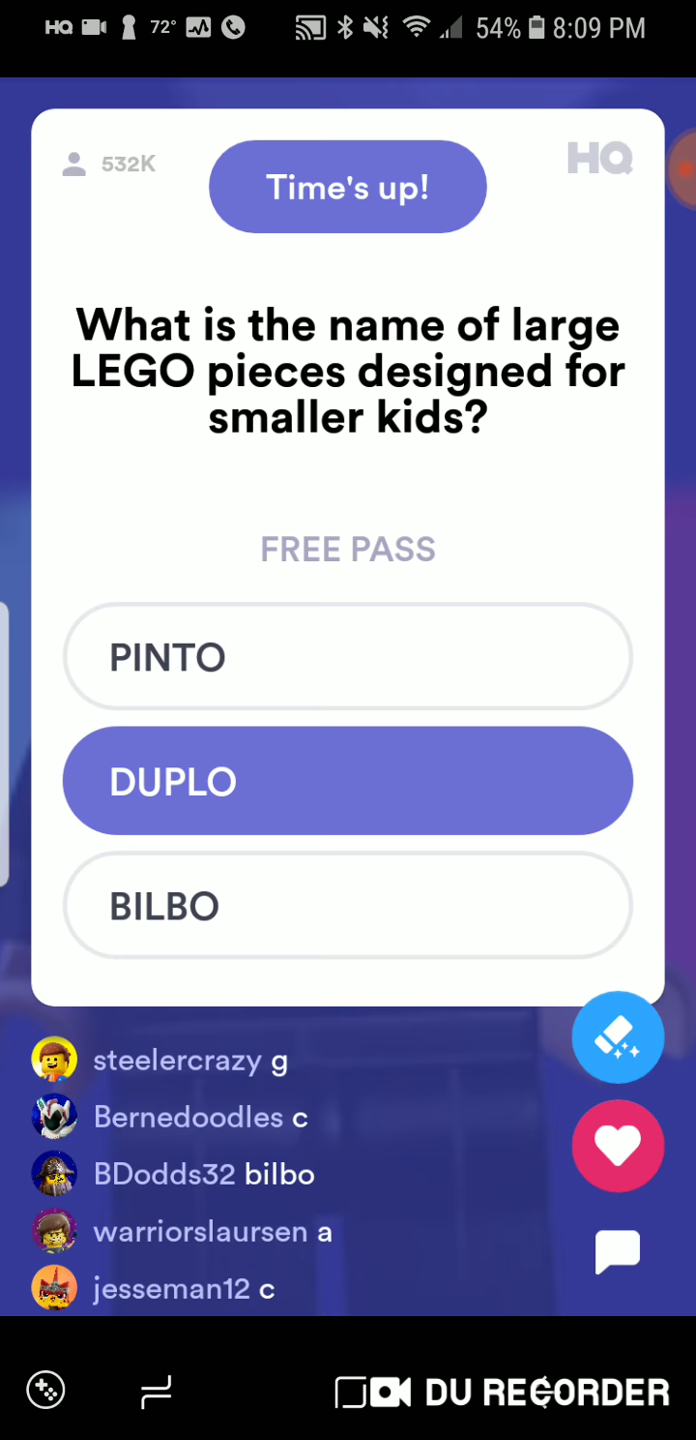 HQ 72° 54% 8:09 PM
532K Time's up! HQ
What is the name of large
LEGO pieces designed for
smaller kids?
FREE PASS
PINTO
DUPLO
BILBO
steelercrazy g
Bernedoodles c
BDodds32 bilbo
warriorslaursen a
jesseman12 c
DU RECORDER